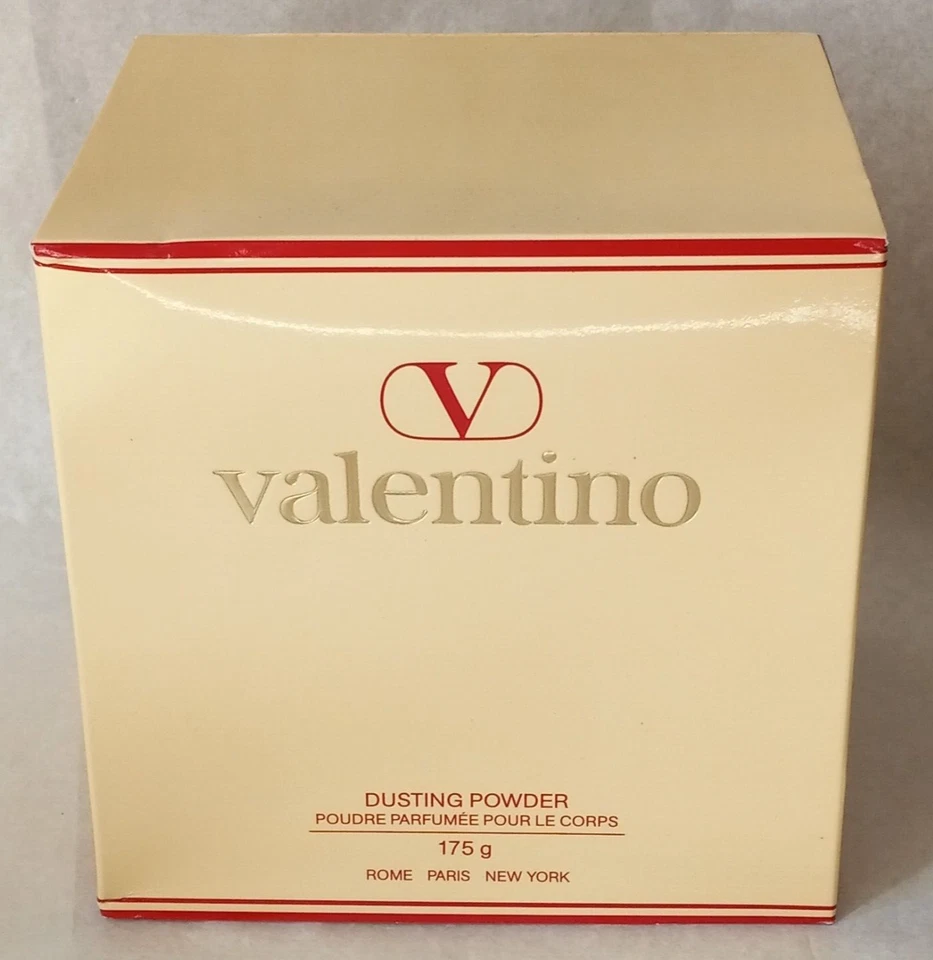 V
valentino
DUSTING POWDER
POUDRE PARFUMÉE POUR LE CORPS
175 g
ROME PARIS NEW YORK